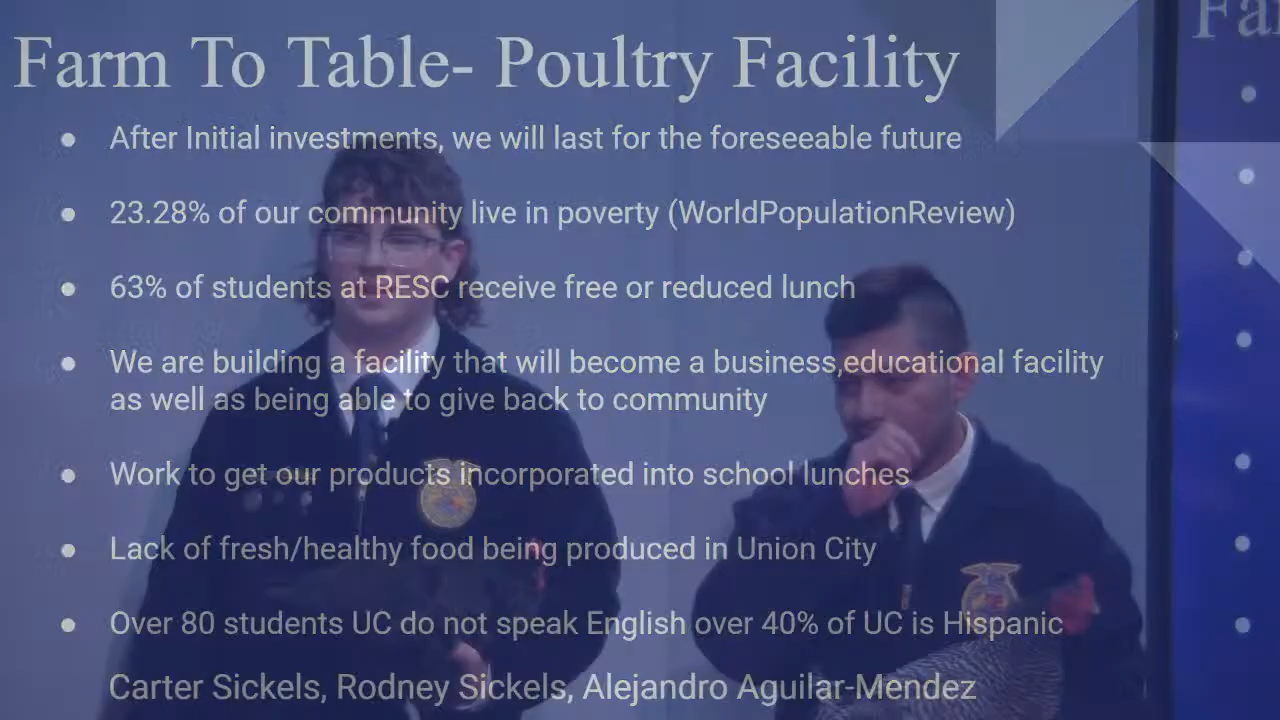 Farm To Table- Poultry Facility
Fa
● After Initial investments, we will last for the foreseeable future
● 23.28% of our community live in poverty (WorldPopulationReview)
● 63% of students at RESC receive free or reduced lunch
● We are building a facility that will become a business,educational facility
as well as being able to give back to community
● Work to get our products incorporated into school lunches
● Lack of fresh/healthy food being produced in Union City
● Over 80 students UC do not speak English over 40% of UC is Hispanic
Carter Sickels, Rodney Sickels, Alejandro Aguilar-Mendez